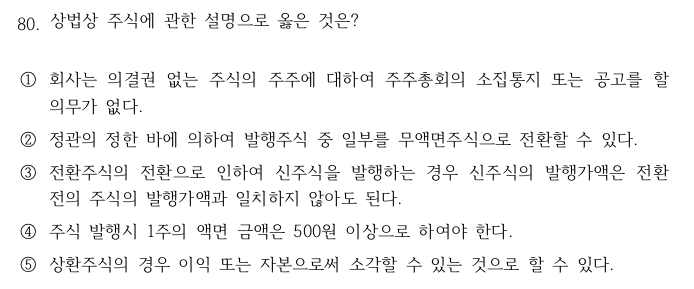 80. 상법상 주식에 관한 설명으로 옳은 것은?
① 회사는 의결권 없는 주식의 주주에 대하여 주주총회의 소집통지 또는 공고를 할
의무가 없다.
② 정관의 정한 바에 의하여 발행주식 중 일부를 무액면주식으로 전환할 수 있다.
③ 전환주식의 전환으로 인하여 신주식을 발행하는 경우 신주식의 발행가액은 전환
전의 주식의 발행가액과 일치하지 않아도 된다.
④ 주식 발행시 1주의 액면 금액은 500원 이상으로 하여야 한다.
⑤ 상환주식의 경우 이익 또는 자본으로써 소각할 수 있는 것으로 할 수 있다.